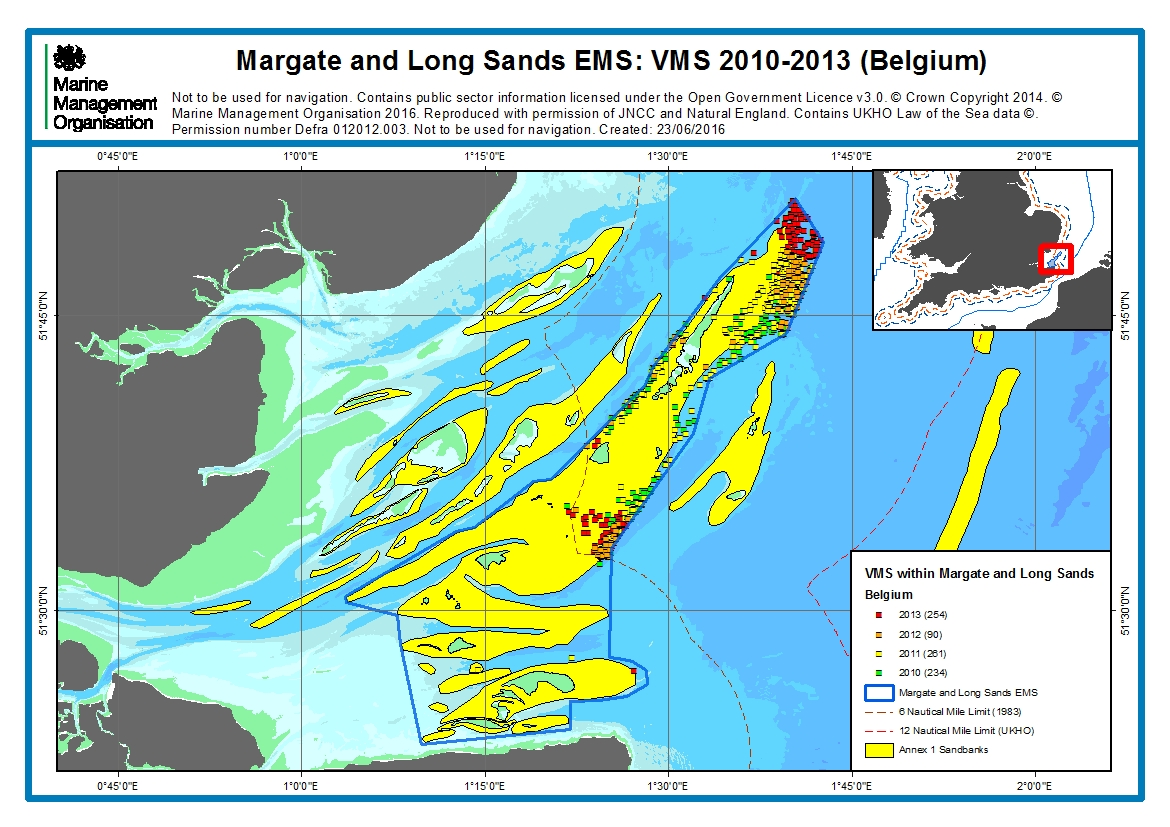 Margate and Long Sands EMS: VMS 2010-2013 (Belgium)
Marine
Management
Organisation
Not to be used for navigation. Contains public sector information licensed under the Open Government Licence v3.0. © Crown Copyright 2014. ©
Marine Management Organisation 2016. Reproduced with permission of JNCC and Natural England. Contains UKHO Law of the Sea data ©.
Permission number Defra 012012.003. Not to be used for navigation. Created: 23/06/2016
0°45'0"E 1°0'0"E 1°15'0"E 1°30'0"E 1°45'0"E 2°0'0"E
51°45'0"N 51°45'0"N
51°30'0"N 51°30'0"N
VMS within Margate and Long Sands
Belgium
2013 (254)
2012 (90)
2011 (261)
2010 (234)
Margate and Long Sands EMS
6 Nautical Mile Limit (1983)
12 Nautical Mile Limit (UKHO)
Annex 1 Sandbanks
0°45'0"E 1°0'0"E 1°15'0"E 1°30'0"E 1°45'0"E 2°0'0"E